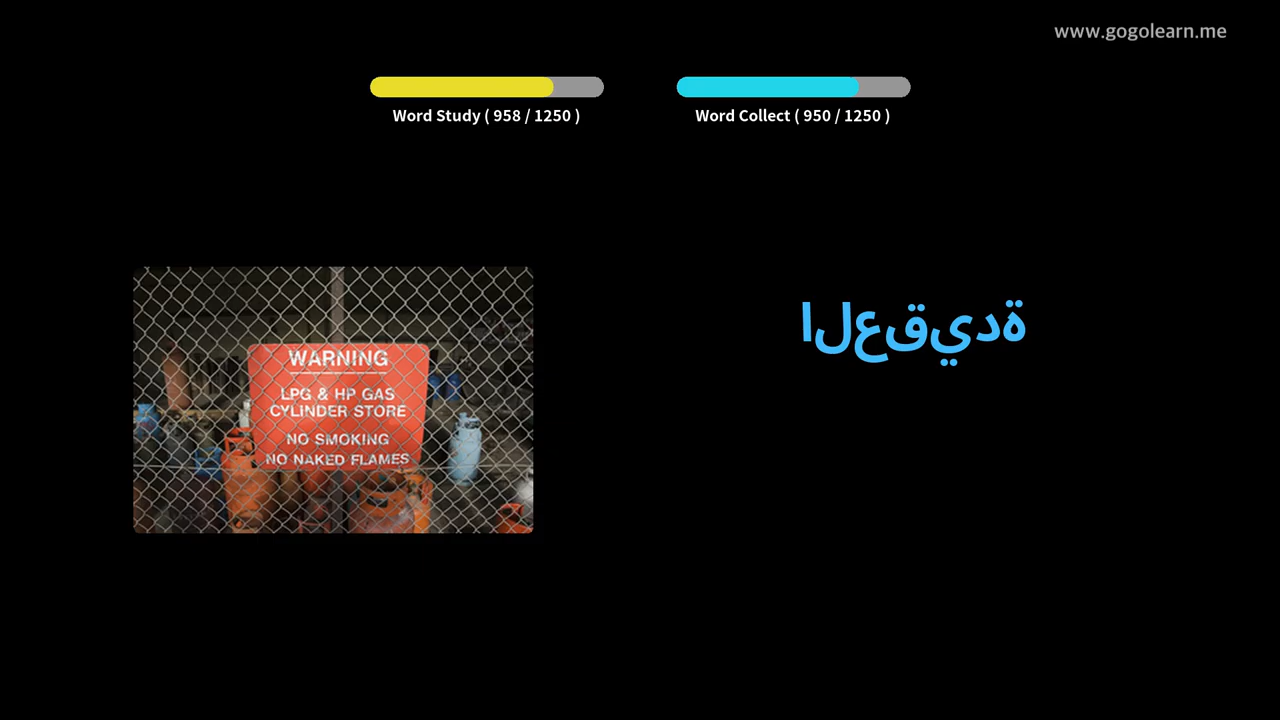 www.gogolearn.me
Word Study ( 958 / 1250 )
Word Collect ( 950 / 1250 )
العقيدة
WARNING
LPG & HP GAS
CYLINDER STORE
NO SMOKING
NO NAKED FLAMES